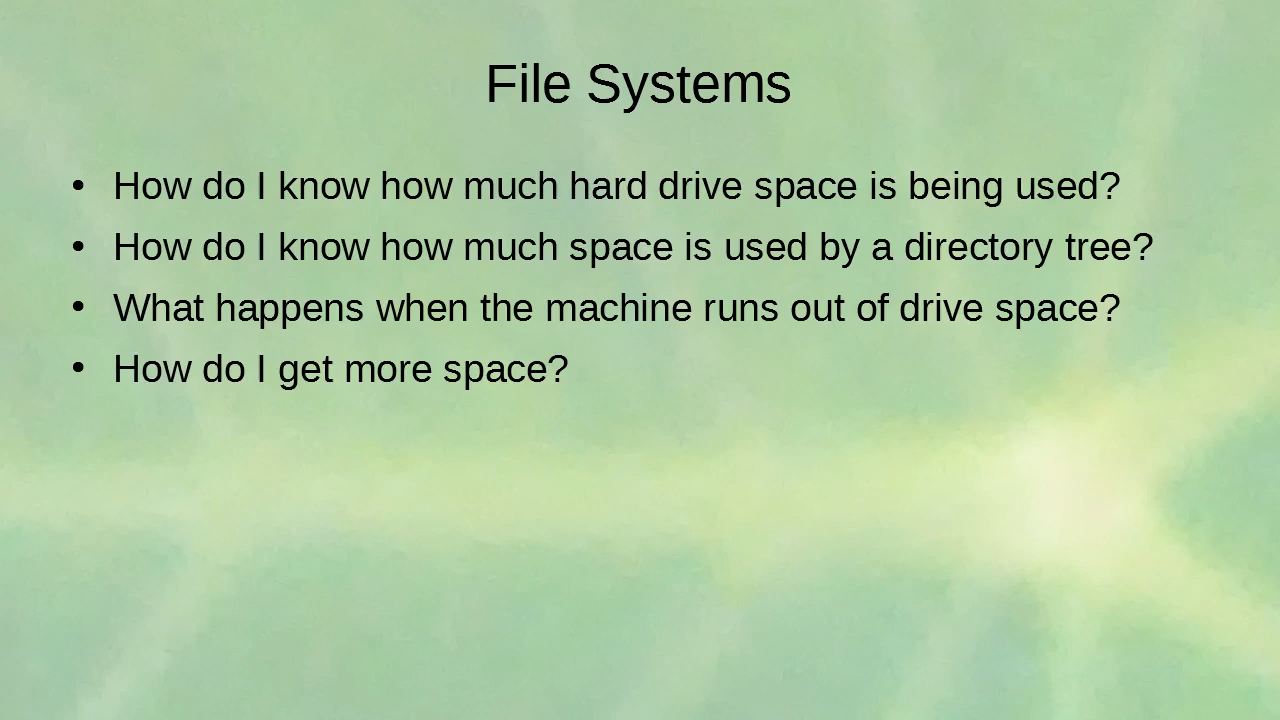 File Systems
• How do I know how much hard drive space is being used?
• How do I know how much space is used by a directory tree?
• What happens when the machine runs out of drive space?
• How do I get more space?